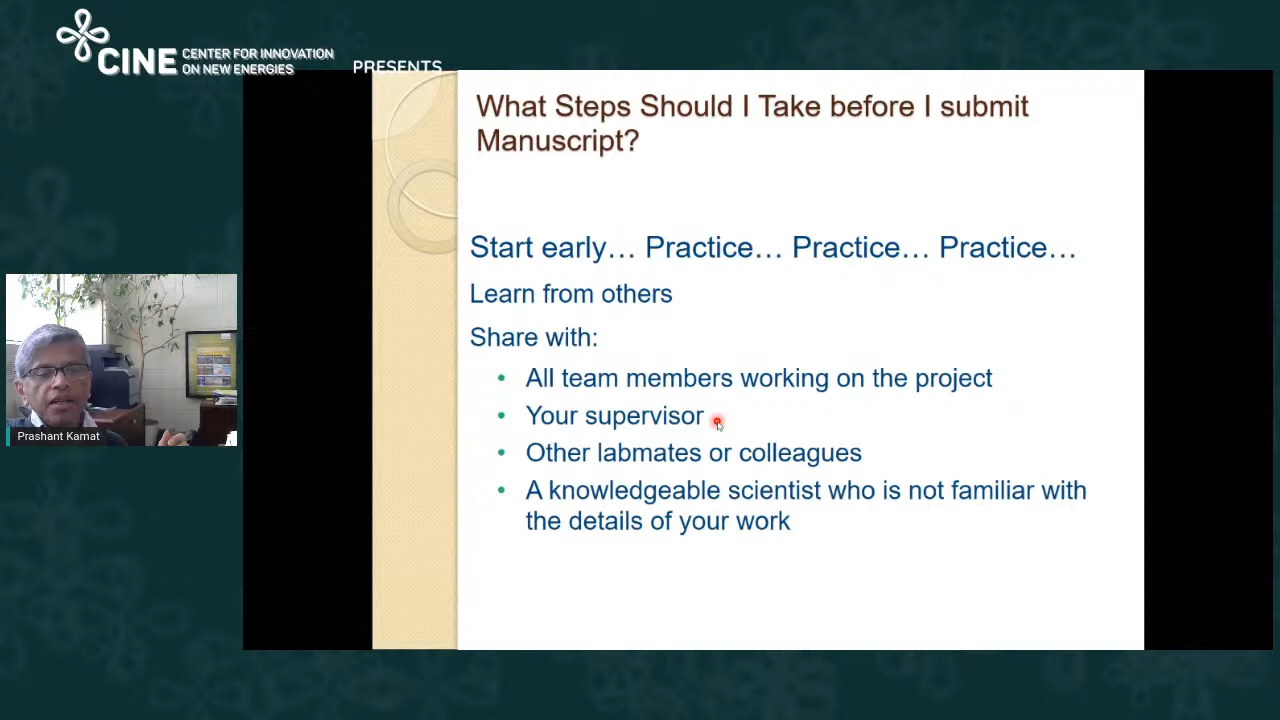 CINE CENTER FOR INNOVATION
ON NEW ENERGIES
PRESENTS
What Steps Should I Take before I submit
Manuscript?
Start early… Practice… Practice… Practice…
Learn from others
Share with:
• All team members working on the project
• Your supervisor
• Other labmates or colleagues
• A knowledgeable scientist who is not familiar with
the details of your work
Prashant Kamat